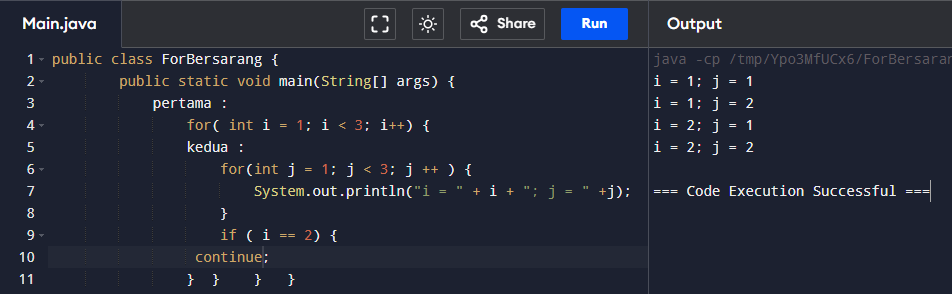 Main.java Share Run Output
1 public class ForBersarang { java -cp /tmp/Ypo3MfUCx6/ForBersaran
2 public static void main(String[] args) { i = 1; j = 1
3 pertama : i = 1; j = 2
4 for( int i = 1; i < 3; i++) { i = 2; j = 1
5 kedua : i = 2; j = 2
6 for(int j = 1; j < 3; j ++ ) {
7 System.out.println("i = " + i + "; j = " +j); === Code Execution Successful ===
8 }
9 if ( i == 2) {
10 continue;
11 } } } }